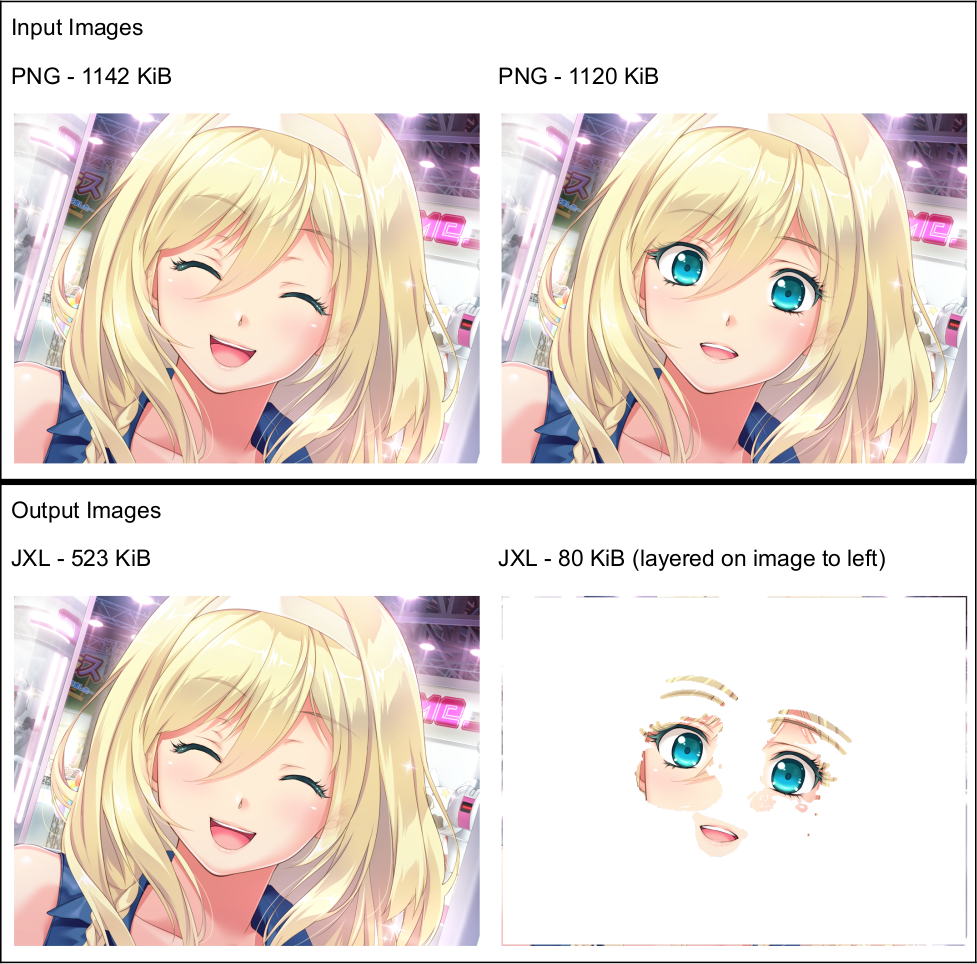 Input Images
PNG - 1142 KiB
PNG - 1120 KiB
Output Images
JXL - 523 KiB
JXL - 80 KiB (layered on image to left)